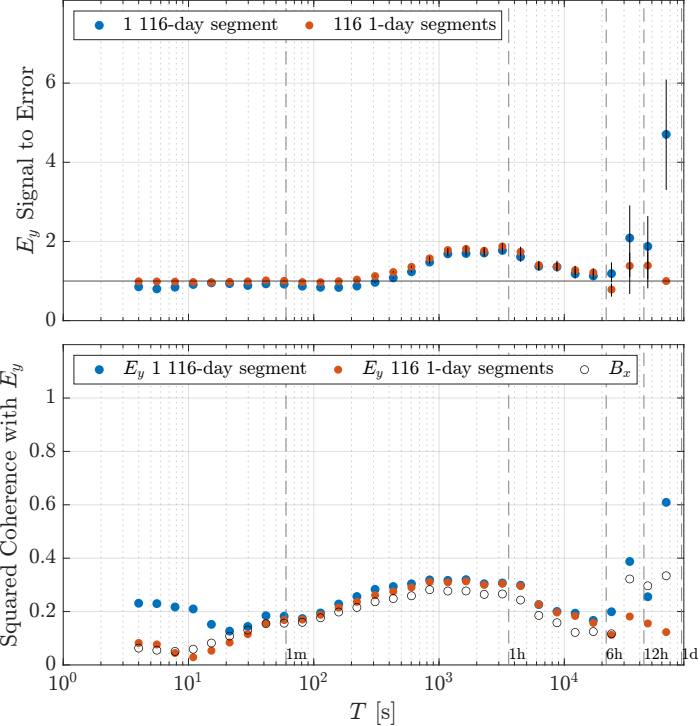 1 116-day segment 116 1-days segments
6
4
2
1
0
E_y Signal to Error
E_y 1 116-day segment E_y 116 1-day segments B_x
1
0.8
0.6
0.4
0.2
0
Squared Coherence with E_y
1m 1h 6h 12h 1d
10^0 10^1 10^2 10^3 10^4
T [s]